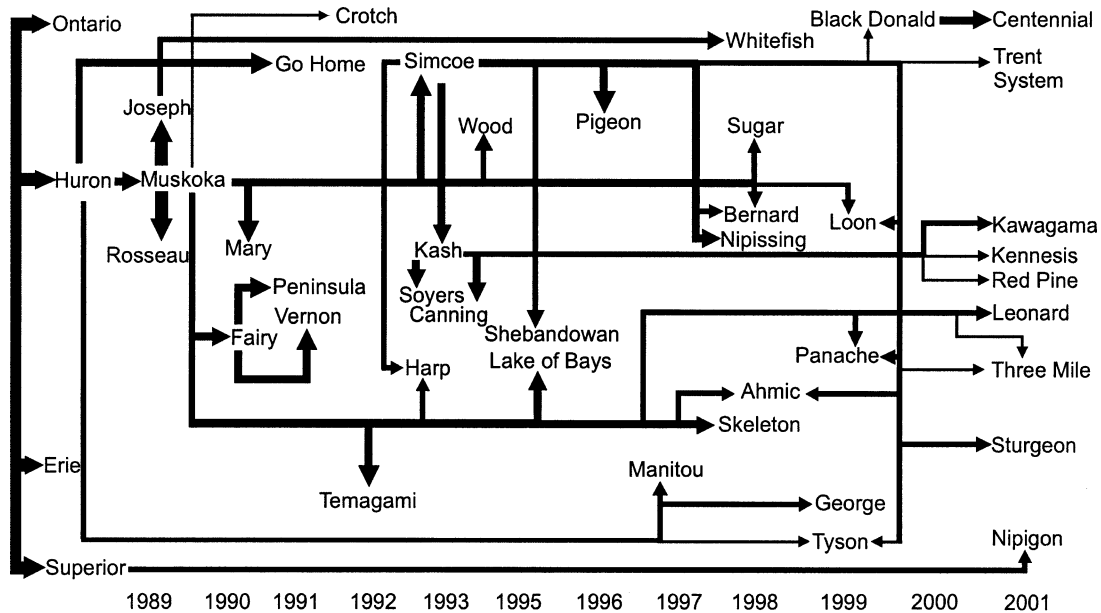 Crotch
Black Donald
Centennial
Ontario
Whitefish
Go Home
Simcoe
Trent
System
Joseph
Wood
Pigeon
Sugar
Huron
Muskoka
Bernard
Loon
Kawagama
Rosseau
Mary
Kash
Nipissing
Kennesis
Peninsula
Soyers
Red Pine
Vernon
Canning
Leonard
Fairy
Shebandowan
Panache
Lake of Bays
Harp
Three Mile
Ahmic
Skeleton
Sturgeon
Erie
Manitou
Temagami
George
Tyson
Nipigon
Superior
1989 1990 1991 1992 1993 1995 1996 1997 1998 1999 2000 2001